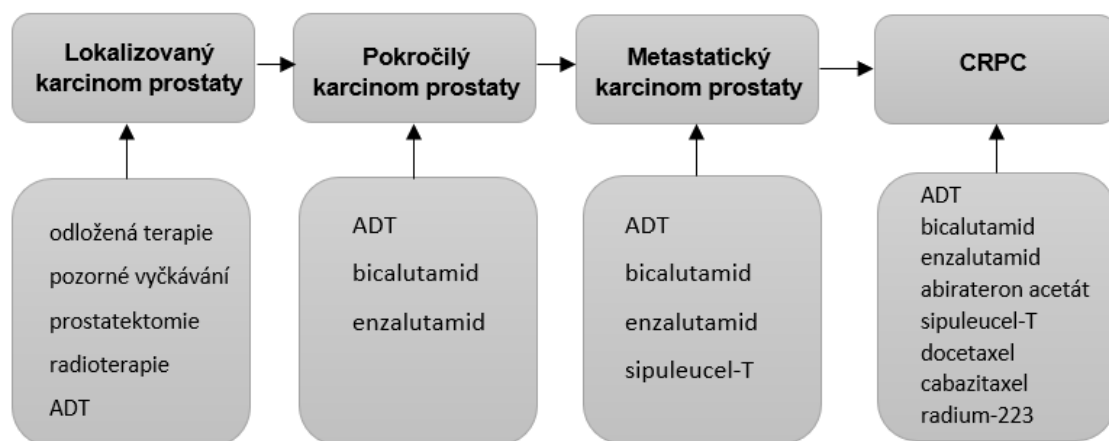 Lokalizovaný
karcinom prostaty
Pokročilý
karcinom prostaty
Metastatický
karcinom prostaty
CRPC
odložená terapie
pozorné vyčkávání
prostatektomie
radioterapie
ADT
ADT
bicalutamid
enzalutamid
ADT
bicalutamid
enzalutamid
sipuleucel-T
ADT
bicalutamid
enzalutamid
abirateron acetát
sipuleucel-T
docetaxel
cabazitaxel
radium-223